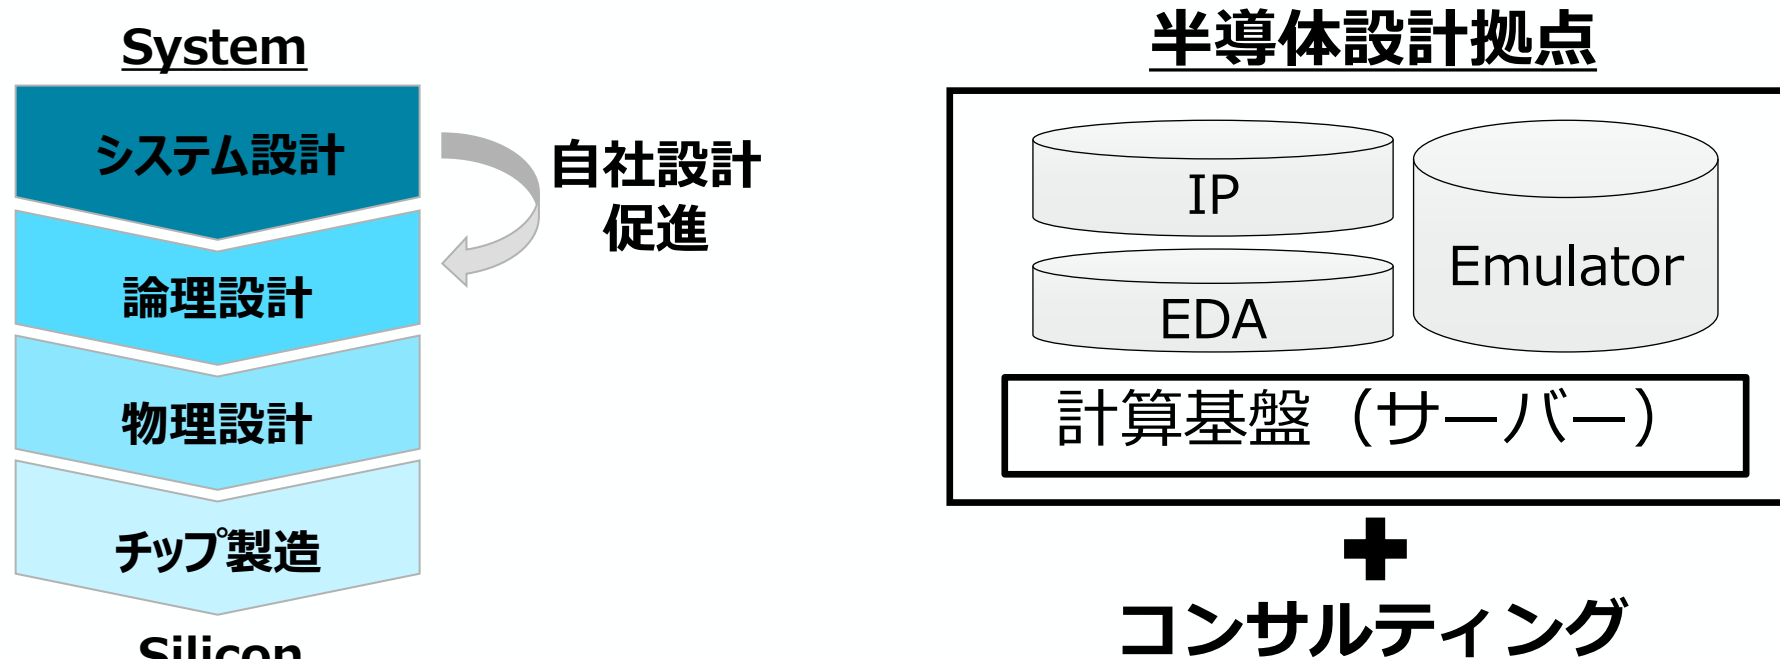 System
システム設計
論理設計
物理設計
チップ製造
Silicon
自社設計
促進
半導体設計拠点
IP
EDA
Emulator
計算基盤（サーバー）
+
コンサルティング